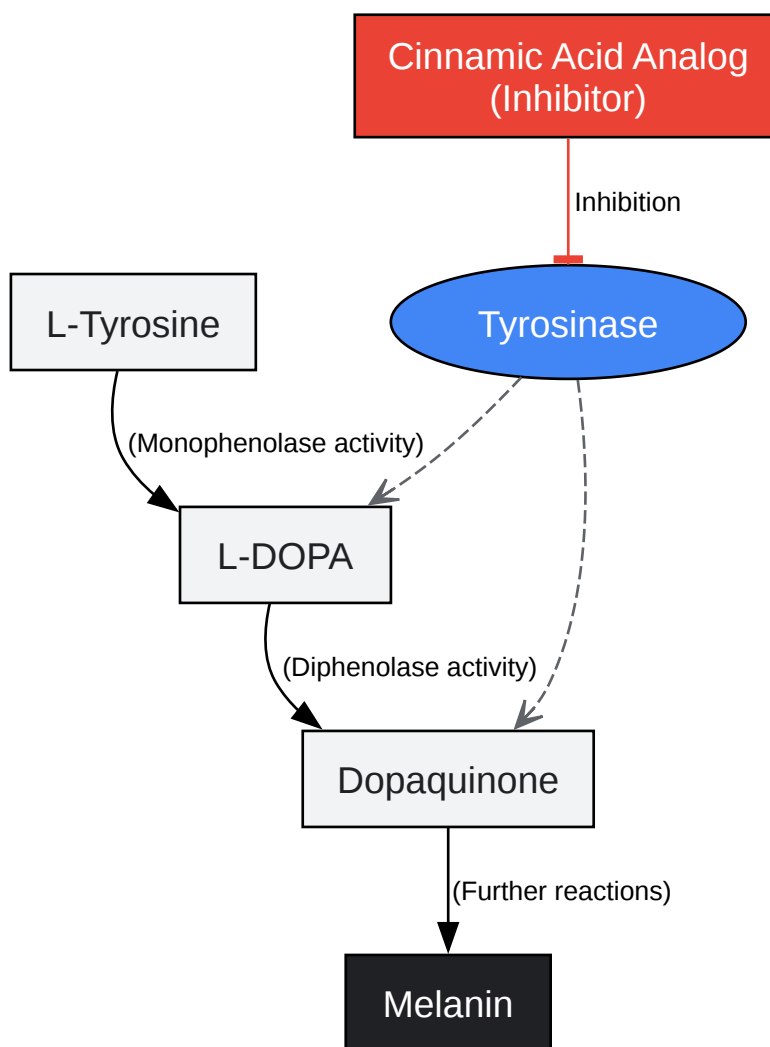 Cinnamic Acid Analog
(Inhibitor)
Inhibition
L-Tyrosine
Tyrosinase
(Monophenolase activity)
L-DOPA
(Diphenolase activity)
Dopaquinone
(Further reactions)
Melanin